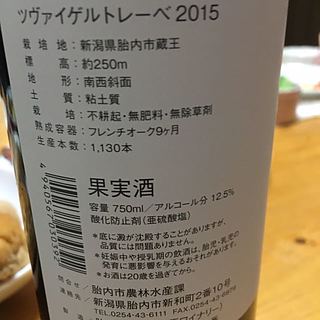 ツヴァイゲルトレーベ 2015
栽培地:新潟県胎内市蔵王
標高:約250m
地形:南西斜面
土質:粘土質
栽培:不耕起・無肥料・無除草剤
熟成容器:フレンチオーク9ヶ月
生産本数:1,130本
果実酒
容量 750ml/アルコール分 12.5%
酸化防止剤(亜硫酸塩)
*底に澱が沈殿することがありますが、
品質には問題ありません。
*妊娠中や授乳期の飲酒は、胎児・乳児の
発育に悪影響を与えるおそれがあります。
*お酒は20歳を過ぎてから。
問合せ
連絡先
胎内市農林水産課
新潟県胎内市新和町2番10号
TEL.0254-43-6111